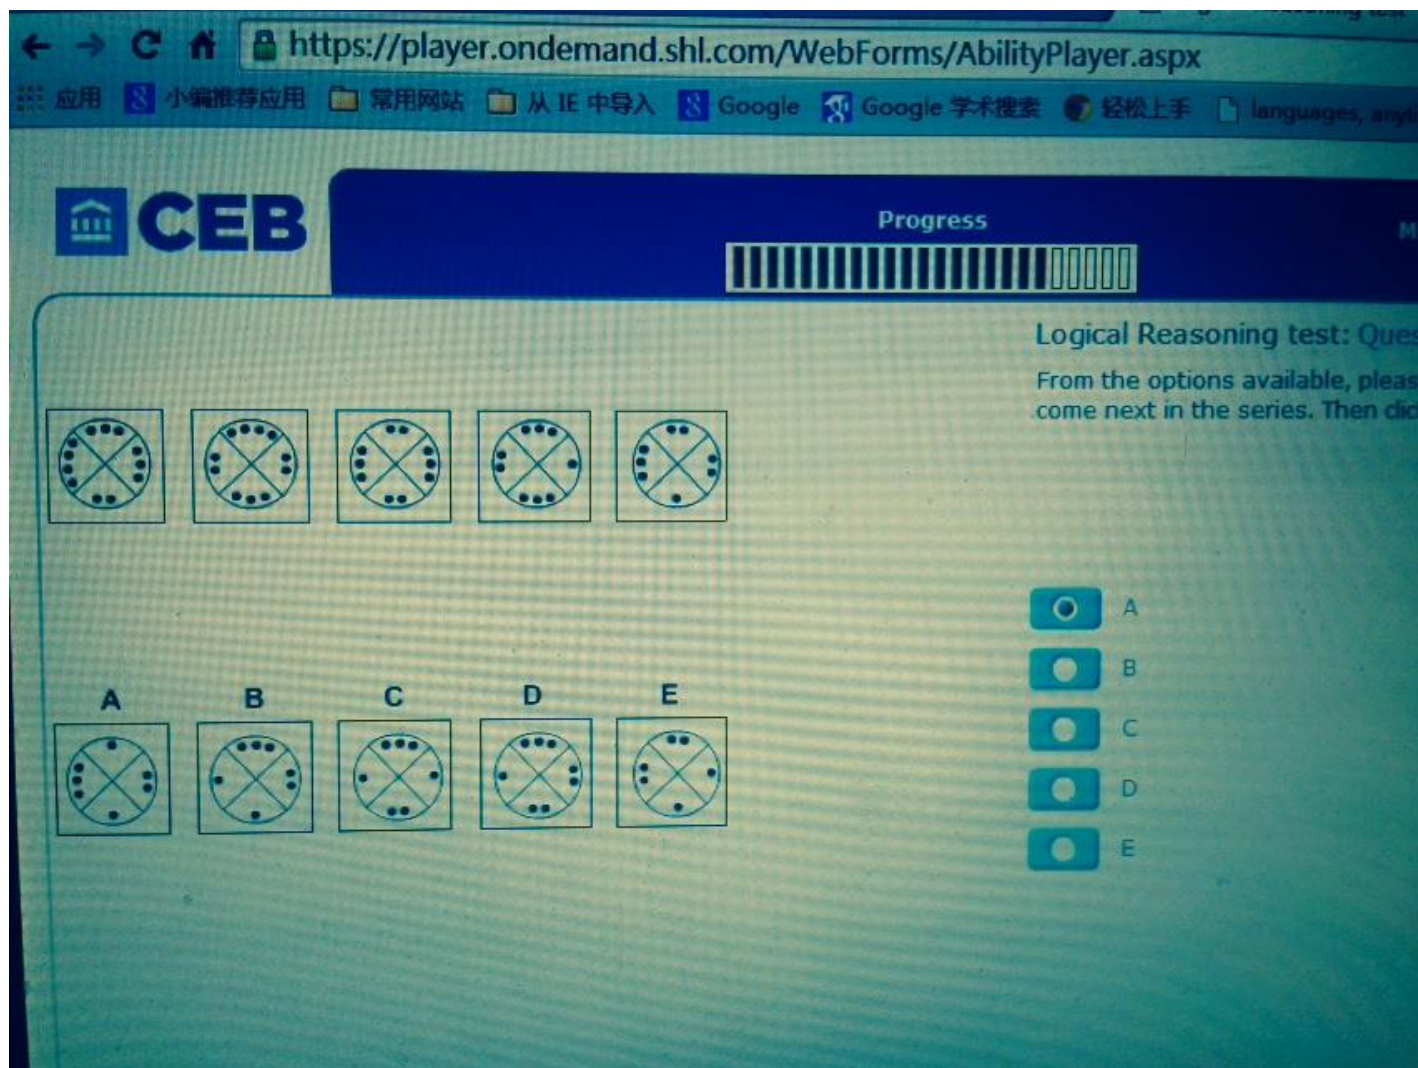 https://player.ondemand.shl.com/WebForms/AbilityPlayer.aspx
应用 小编推荐应用 常用网站 从 IE 中导入 Google Google 学术搜索 轻松上手 languages,
CEB
Progress
M
Logical Reasoning test: Ques
From the options available, pleas
come next in the series. Then clic
A
B
C
D
E
A B C D E